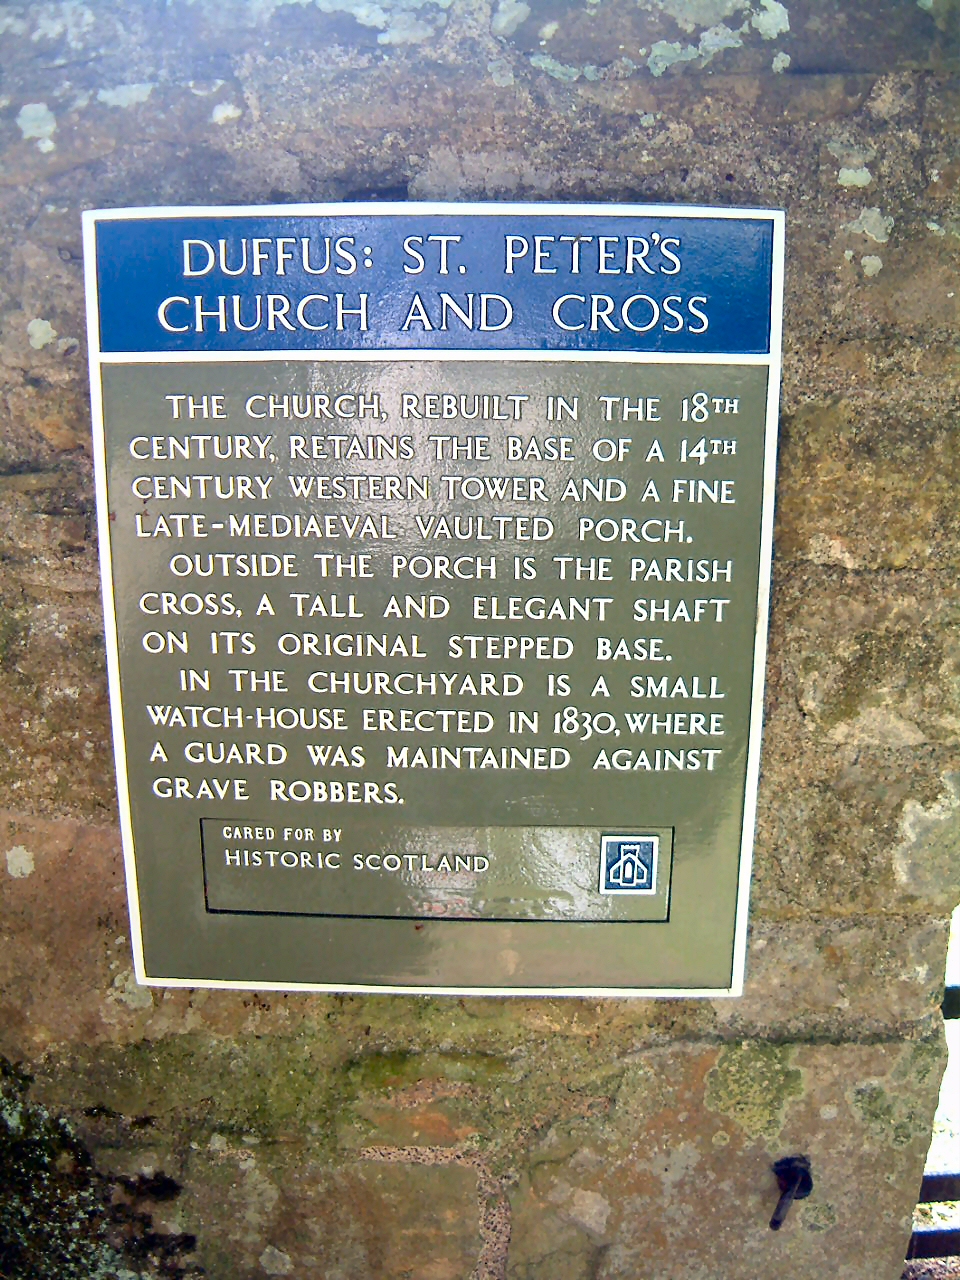 DUFFUS: ST. PETER'S
CHURCH AND CROSS
THE CHURCH, REBUILT IN THE 18TH
CENTURY, RETAINS THE BASE OF A 14TH
CENTURY WESTERN TOWER AND A FINE
LATE-MEDIAEVAL VAULTED PORCH.
OUTSIDE THE PORCH IS THE PARISH
CROSS, A TALL AND ELEGANT SHAFT
ON ITS ORIGINAL STEPPED BASE.
IN THE CHURCHYARD IS A SMALL
WATCH-HOUSE ERECTED IN 1830, WHERE
A GUARD WAS MAINTAINED AGAINST
GRAVE ROBBERS.
CARED FOR BY
HISTORIC SCOTLAND